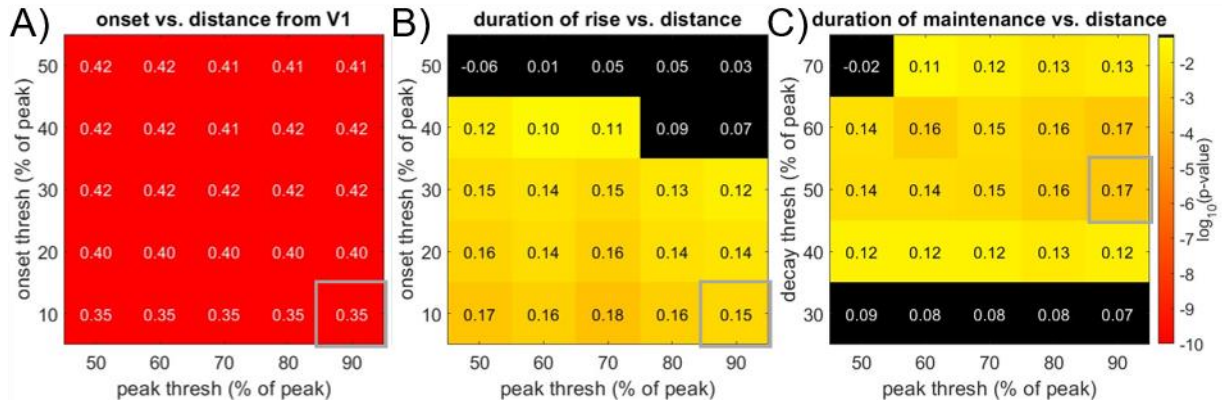 A) onset vs. distance from V1
onset thresh (% of peak)
50 0.42 0.42 0.41 0.41 0.41
40 0.42 0.42 0.41 0.42 0.42
30 0.42 0.42 0.42 0.42 0.42
20 0.40 0.40 0.40 0.40 0.40
10 0.35 0.35 0.35 0.35 0.35
50 60 70 80 90
peak thresh (% of peak)
B) duration of rise vs. distance
onset thresh (% of peak)
50 -0.06 0.01 0.05 0.05 0.03
40 0.12 0.10 0.11 0.09 0.07
30 0.15 0.14 0.15 0.13 0.12
20 0.16 0.14 0.16 0.14 0.14
10 0.17 0.16 0.18 0.16 0.15
50 60 70 80 90
peak thresh (% of peak)
C) duration of maintenance vs. distance
decay thresh (% of peak)
70 -0.02 0.11 0.12 0.13 0.13
60 0.14 0.16 0.15 0.16 0.17
50 0.14 0.14 0.15 0.16 0.17
40 0.12 0.12 0.12 0.13 0.12
30 0.09 0.08 0.08 0.08 0.07
50 60 70 80 90
peak thresh (% of peak)
-2
-3
-4
-5
-6
-7
-8
-9
-10
log10(p-value)